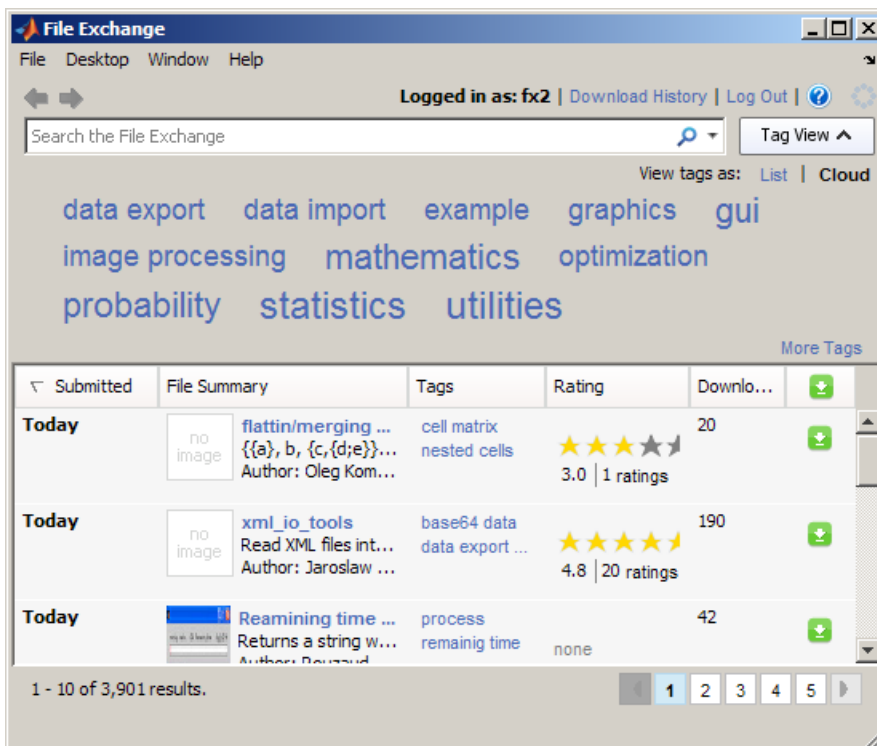 File Exchange
File Desktop Window Help
Logged in as: fx2 | Download History | Log Out | ?
Search the File Exchange
Tag View
View tags as: List | Cloud
data export data import example graphics gui
image processing mathematics optimization
probability statistics utilities
More Tags
Submitted File Summary Tags Rating Downlo...
Today no image flattin/merging ... cell matrix 20
{{a}, b, {c,{d;e}}... nested cells
Author: Oleg Kom... 3.0 | 1 ratings
Today no image xml_io_tools base64 data 190
Read XML files int... data export ...
Author: Jaroslaw ... 4.8 | 20 ratings
Today Reamining time ... process 42
Returns a string w... remainig time none
Author: Rouzaud
1 - 10 of 3,901 results. 1 2 3 4 5